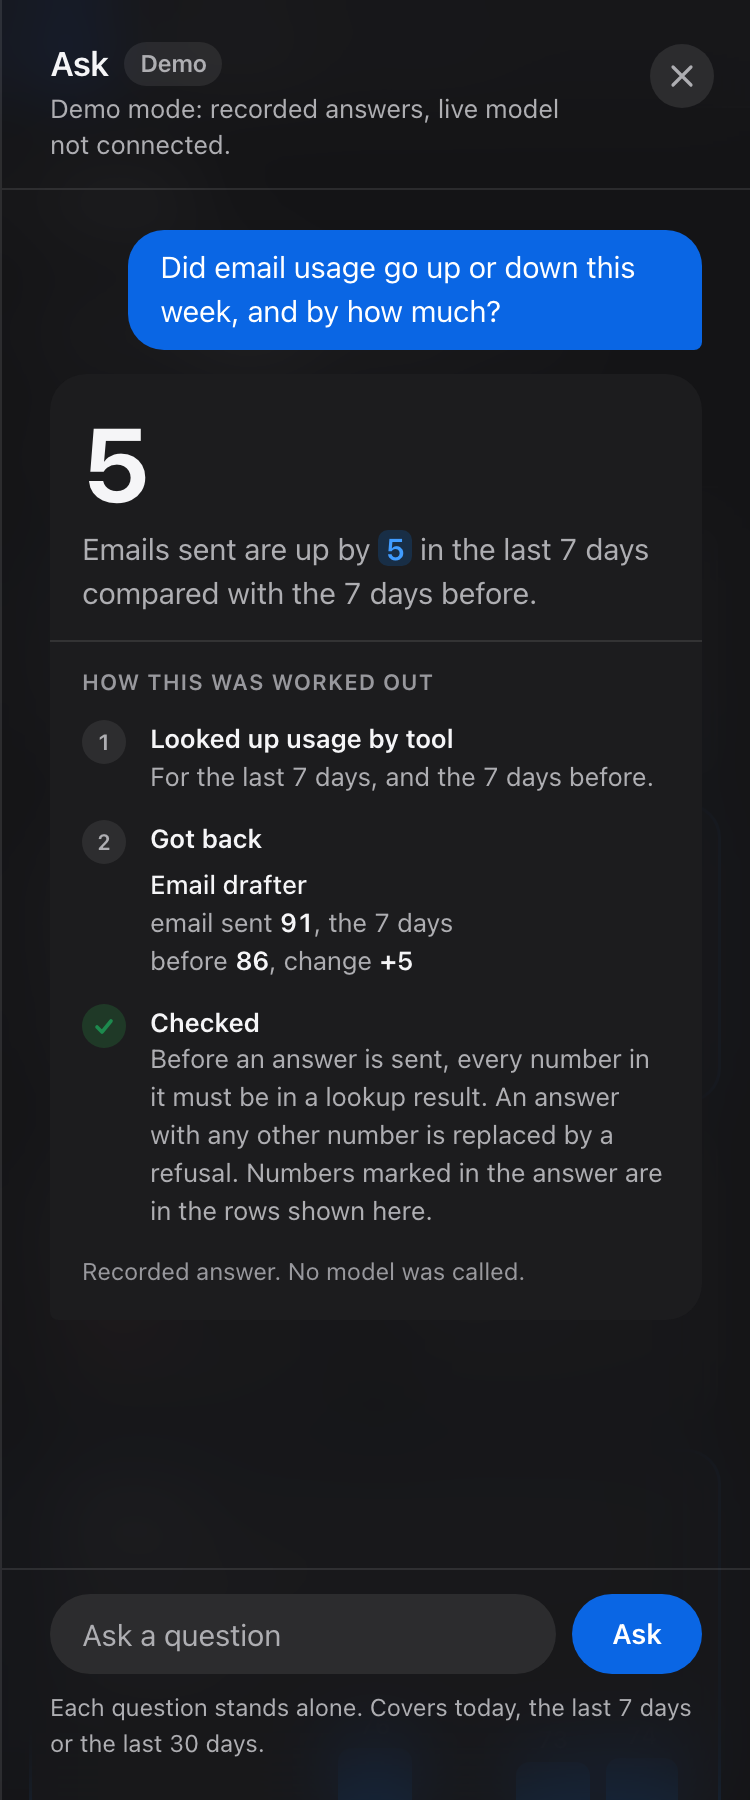 Ask
Demo
Demo mode: recorded answers, live model
not connected.
Did email usage go up or down this
week, and by how much?
5
Emails sent are up by 5 in the last 7 days
compared with the 7 days before.
HOW THIS WAS WORKED OUT
1
Looked up usage by tool
For the last 7 days, and the 7 days before.
2
Got back
Email drafter
email sent 91, the 7 days
before 86, change +5
Checked
Before an answer is sent, every number in
it must be in a lookup result. An answer
with any other number is replaced by a
refusal. Numbers marked in the answer are
in the rows shown here.
Recorded answer. No model was called.
Ask a question
Ask
Each question stands alone. Covers today, the last 7 days
or the last 30 days.